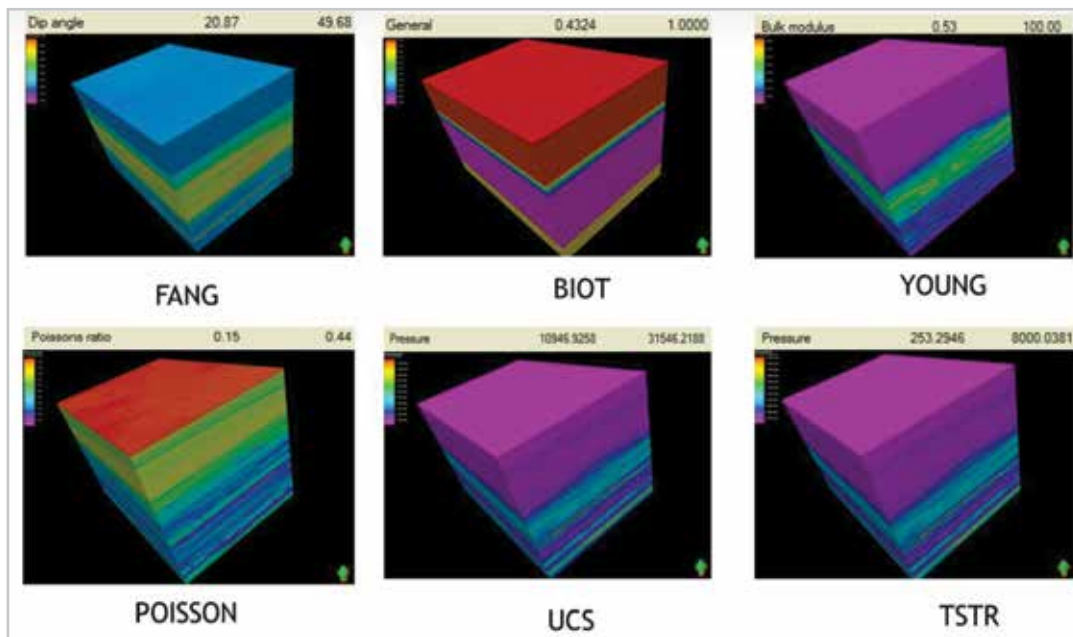 Dip angle 20.87 49.68
General 0.4324 1.0000
Bulk modulus 0.53 100.00
FANG
BIOT
YOUNG
Poissons ratio 0.15 0.44
Pressure 10946.9258 31546.2188
Pressure 253.2946 8000.0381
POISSON
UCS
TSTR